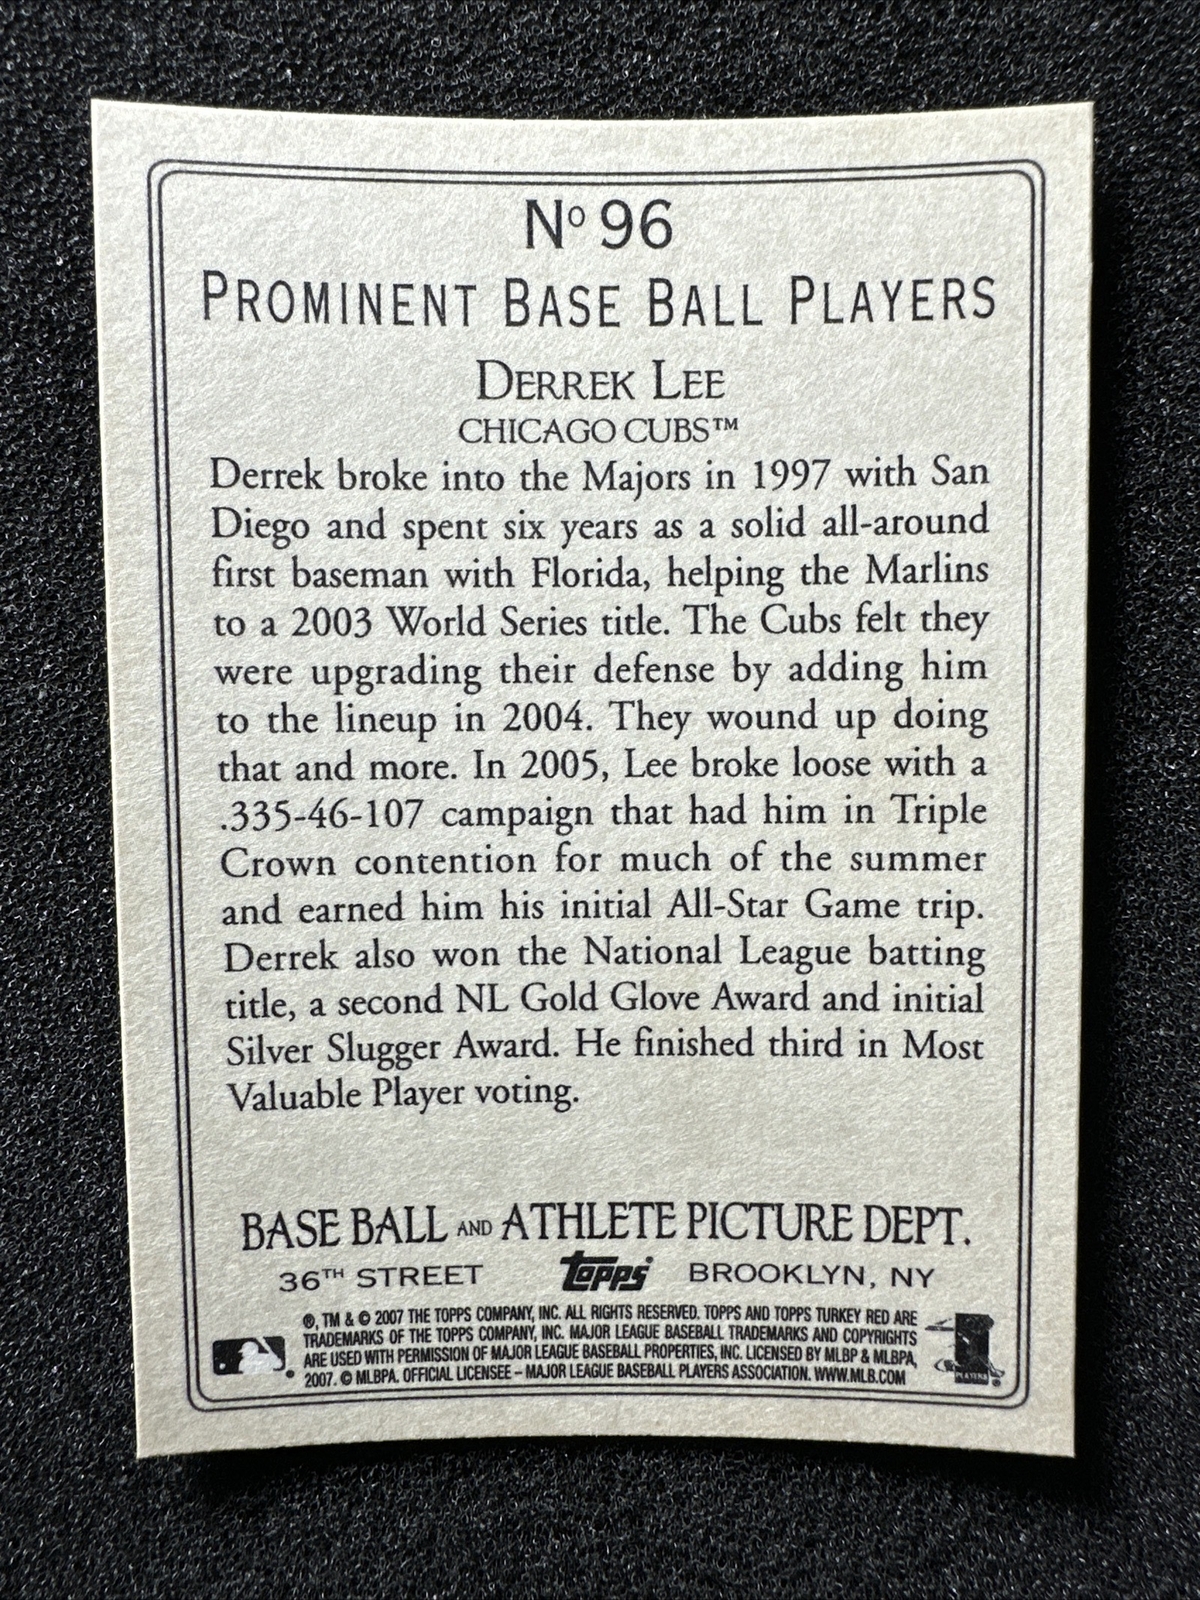 Nº 96
PROMINENT BASE BALL PLAYERS
DERREK LEE
CHICAGO CUBS™
Derrek broke into the Majors in 1997 with San
Diego and spent six years as a solid all-around
first baseman with Florida, helping the Marlins
to a 2003 World Series title. The Cubs felt they
were upgrading their defense by adding him
to the lineup in 2004. They wound up doing
that and more. In 2005, Lee broke loose with a
.335-46-107 campaign that had him in Triple
Crown contention for much of the summer
and earned him his initial All-Star Game trip.
Derrek also won the National League batting
title, a second NL Gold Glove Award and initial
Silver Slugger Award. He finished third in Most
Valuable Player voting.
BASE BALL AND ATHLETE PICTURE DEPT.
36TH STREET Topps® BROOKLYN, NY
®, TM & © 2007 THE TOPPS COMPANY, INC. ALL RIGHTS RESERVED. TOPPS AND TOPPS TURKEY RED ARE
TRADEMARKS OF THE TOPPS COMPANY, INC. MAJOR LEAGUE BASEBALL TRADEMARKS AND COPYRIGHTS
ARE USED WITH PERMISSION OF MAJOR LEAGUE BASEBALL PROPERTIES, INC. LICENSED BY MLBP & MLBPA,
2007. © MLBPA. OFFICIAL LICENSEE – MAJOR LEAGUE BASEBALL PLAYERS ASSOCIATION. WWW.MLB.COM
PLAYERS